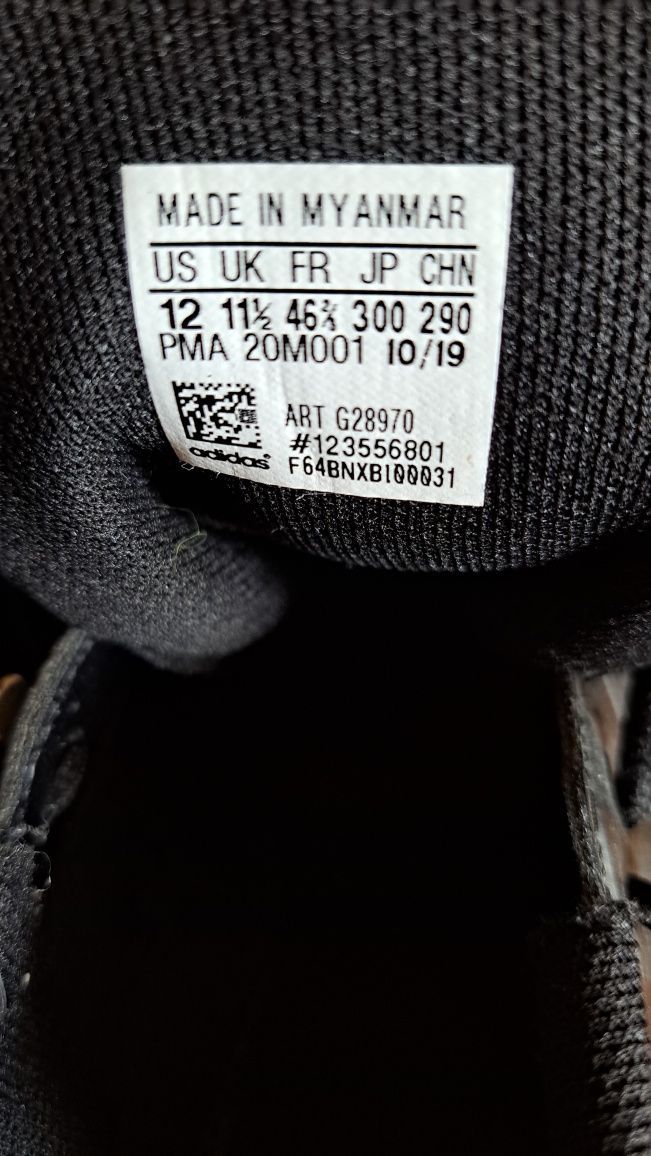 MADE IN MYANMAR
US UK FR JP CHN
12 11½ 46⅔ 300 290
PMA 20M001 10/19
ART G28970
#123556801
adidas
F64BNXB100031